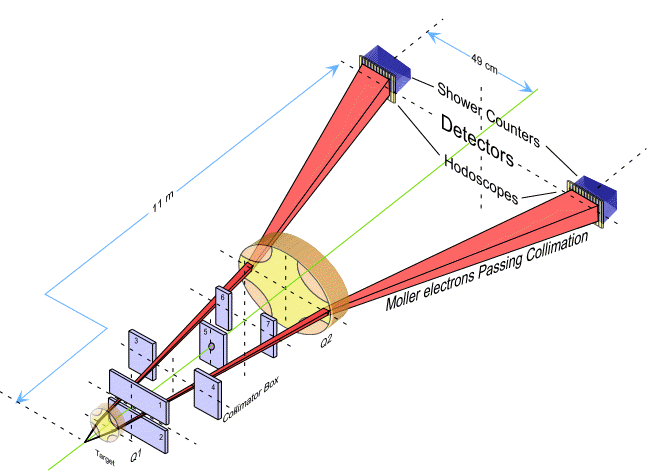 49 cm
Shower Counters
Detectors
Hodoscopes
11 m
Moller electrons Passing Collimation
6
7
5
3
Q2
4
Collimator Box
1
2
Target
Q1